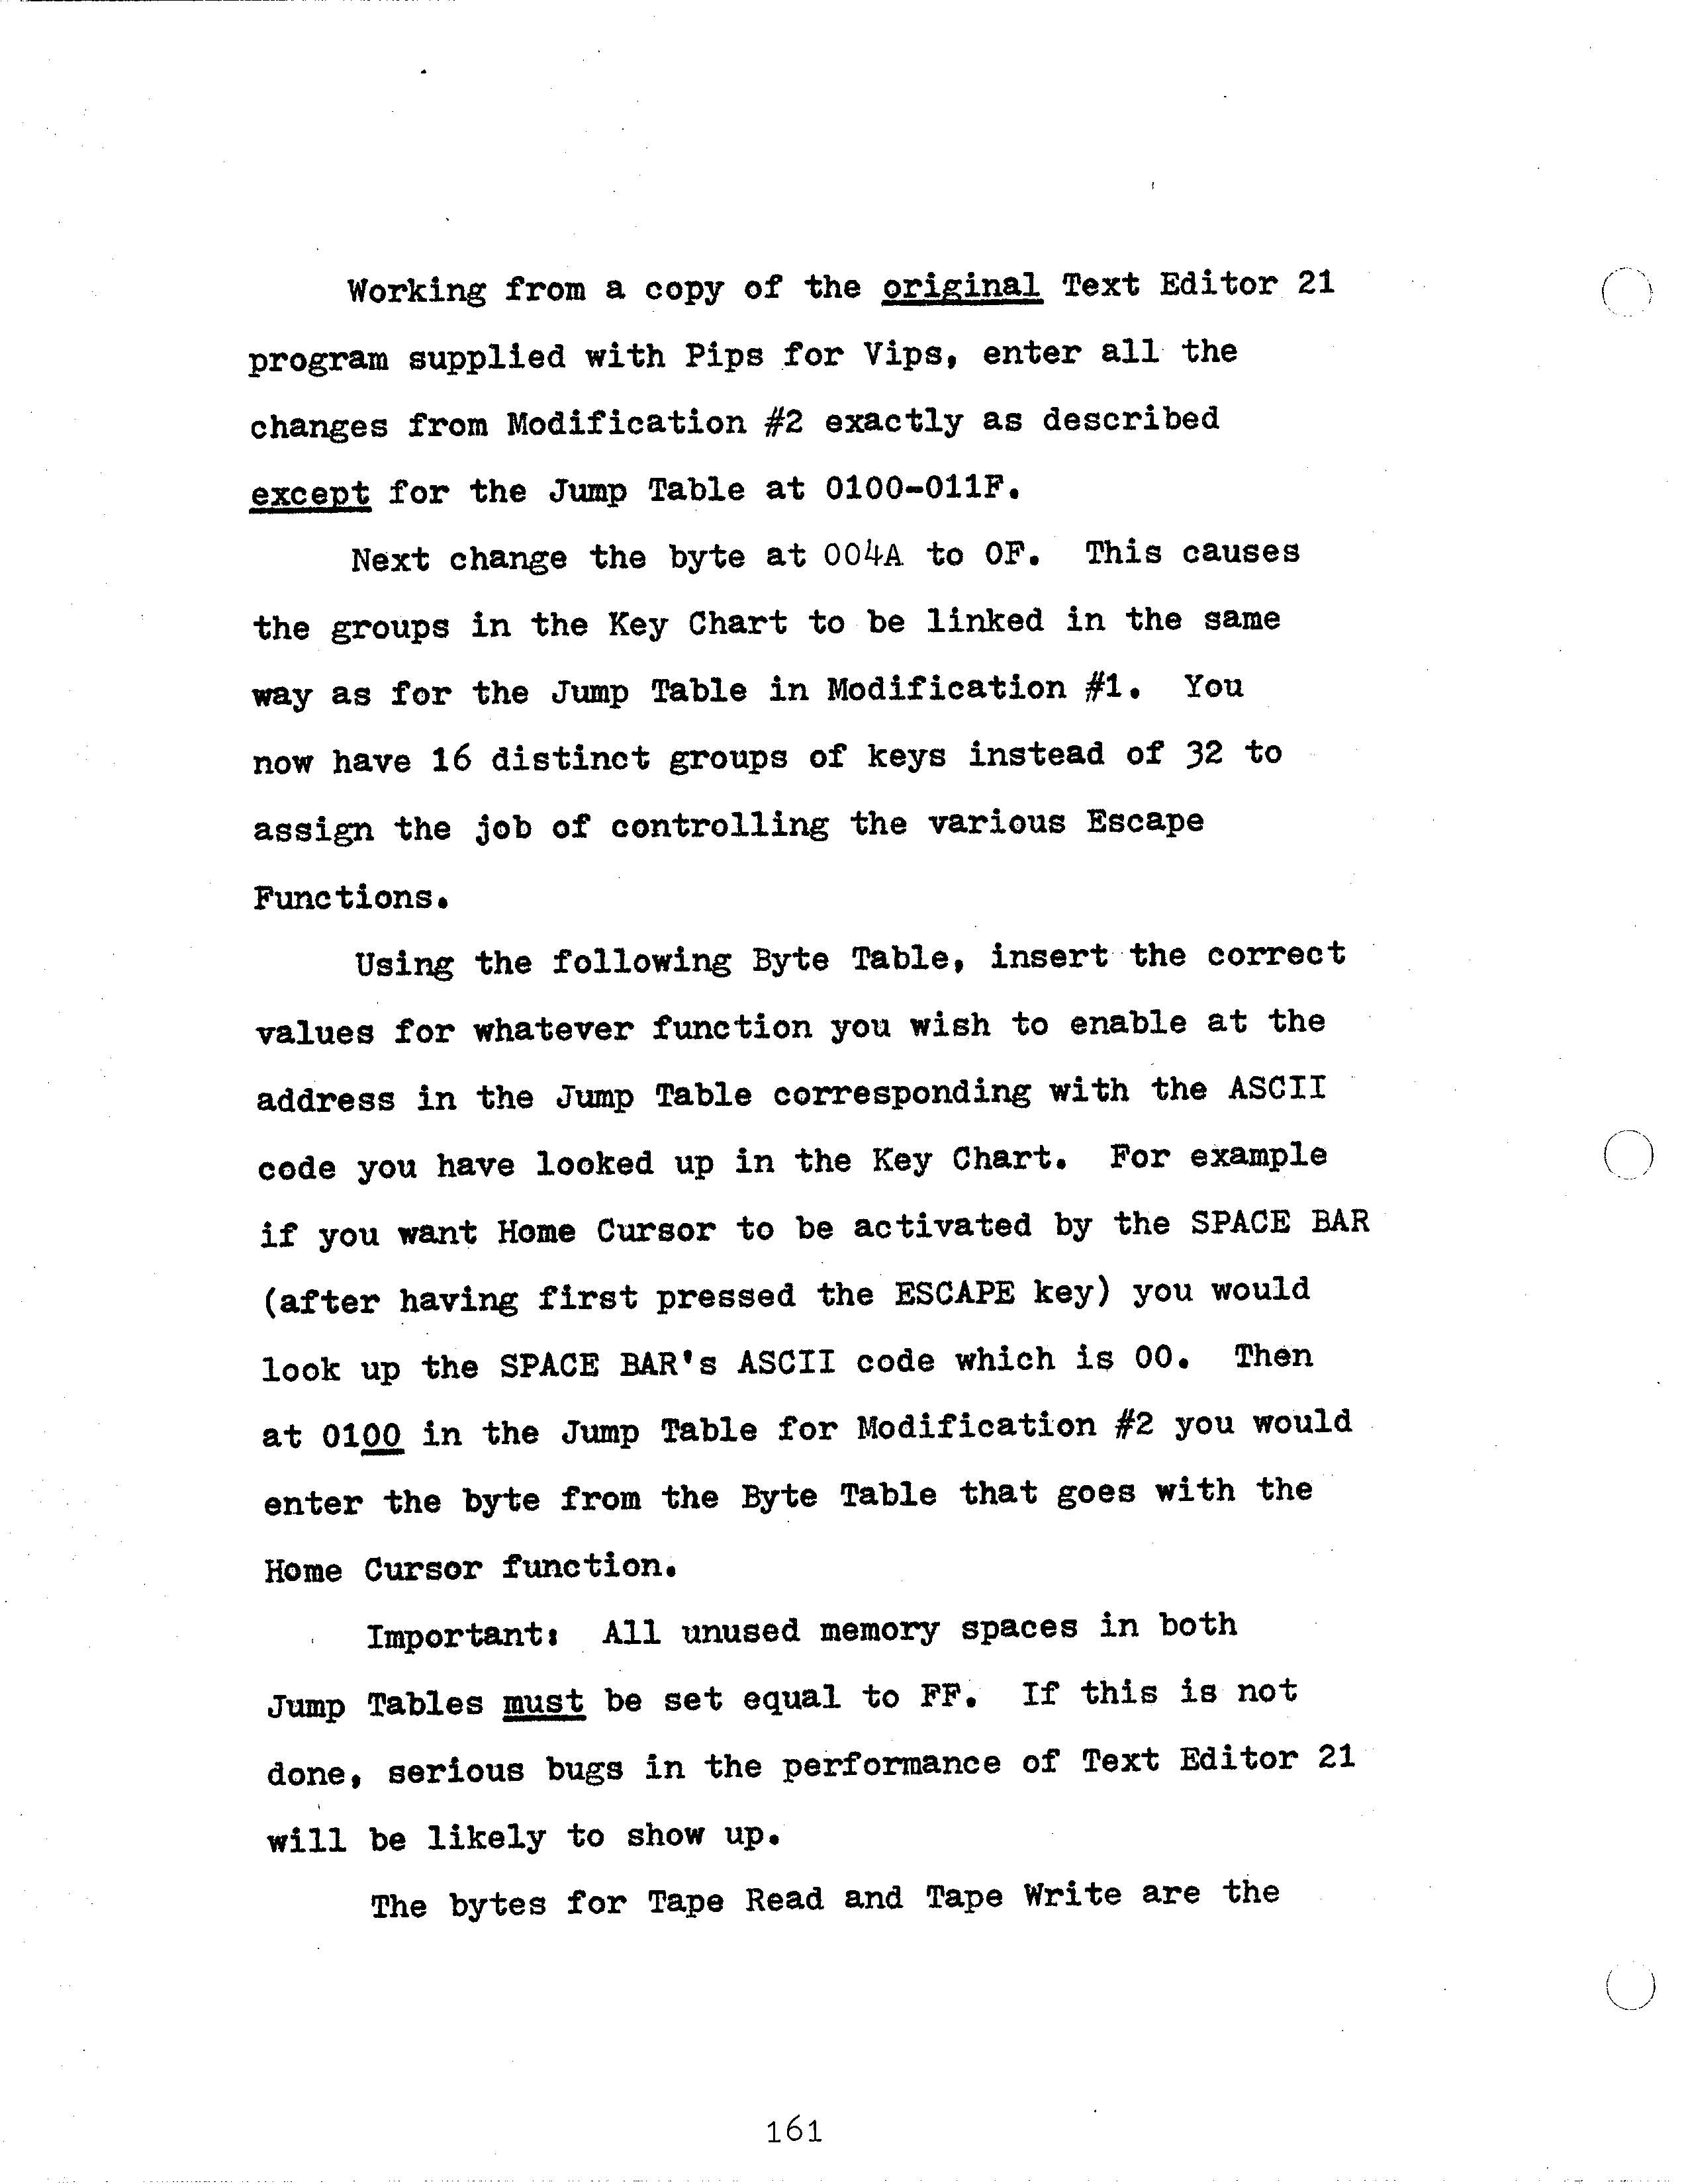 Working from a copy of the original Text Editor 21
program supplied with Pips for Vips, enter all the
changes from Modification #2 exactly as described
except for the Jump Table at 0100-011F.
Next change the byte at 004A to 0F. This causes
the groups in the Key Chart to be linked in the same
way as for the Jump Table in Modification #1. You
now have 16 distinct groups of keys instead of 32 to
assign the job of controlling the various Escape
Functions.
Using the following Byte Table, insert the correct
values for whatever function you wish to enable at the
address in the Jump Table corresponding with the ASCII
code you have looked up in the Key Chart. For example
if you want Home Cursor to be activated by the SPACE BAR
(after having first pressed the ESCAPE key) you would
look up the SPACE BAR's ASCII code which is 00. Then
at 0100 in the Jump Table for Modification #2 you would
enter the byte from the Byte Table that goes with the
Home Cursor function.
Important: All unused memory spaces in both
Jump Tables must be set equal to FF. If this is not
done, serious bugs in the performance of Text Editor 21
will be likely to show up.
The bytes for Tape Read and Tape Write are the
161